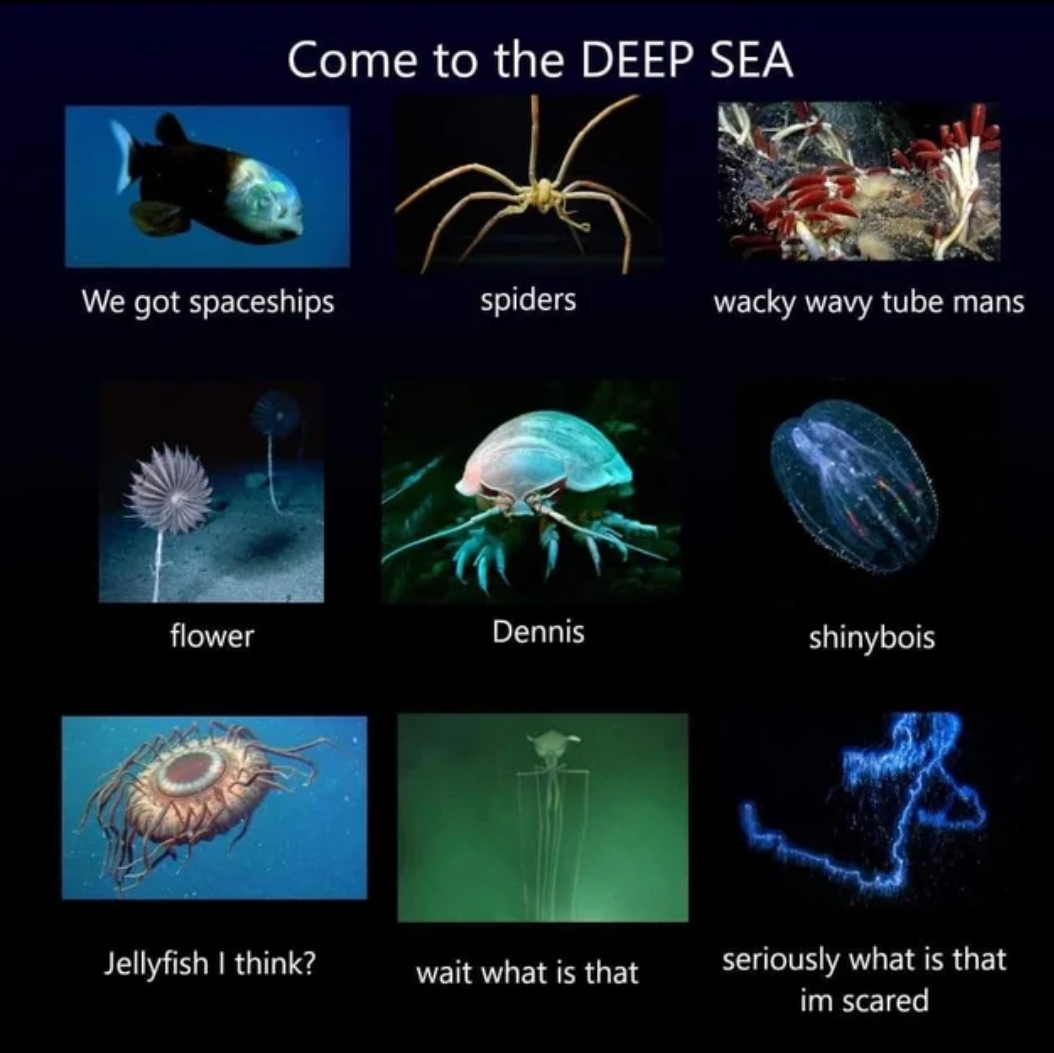 Come to the DEEP SEA
We got spaceships
spiders
wacky wavy tube mans
flower
Dennis
shinybois
Jellyfish I think?
wait what is that
seriously what is that
im scared